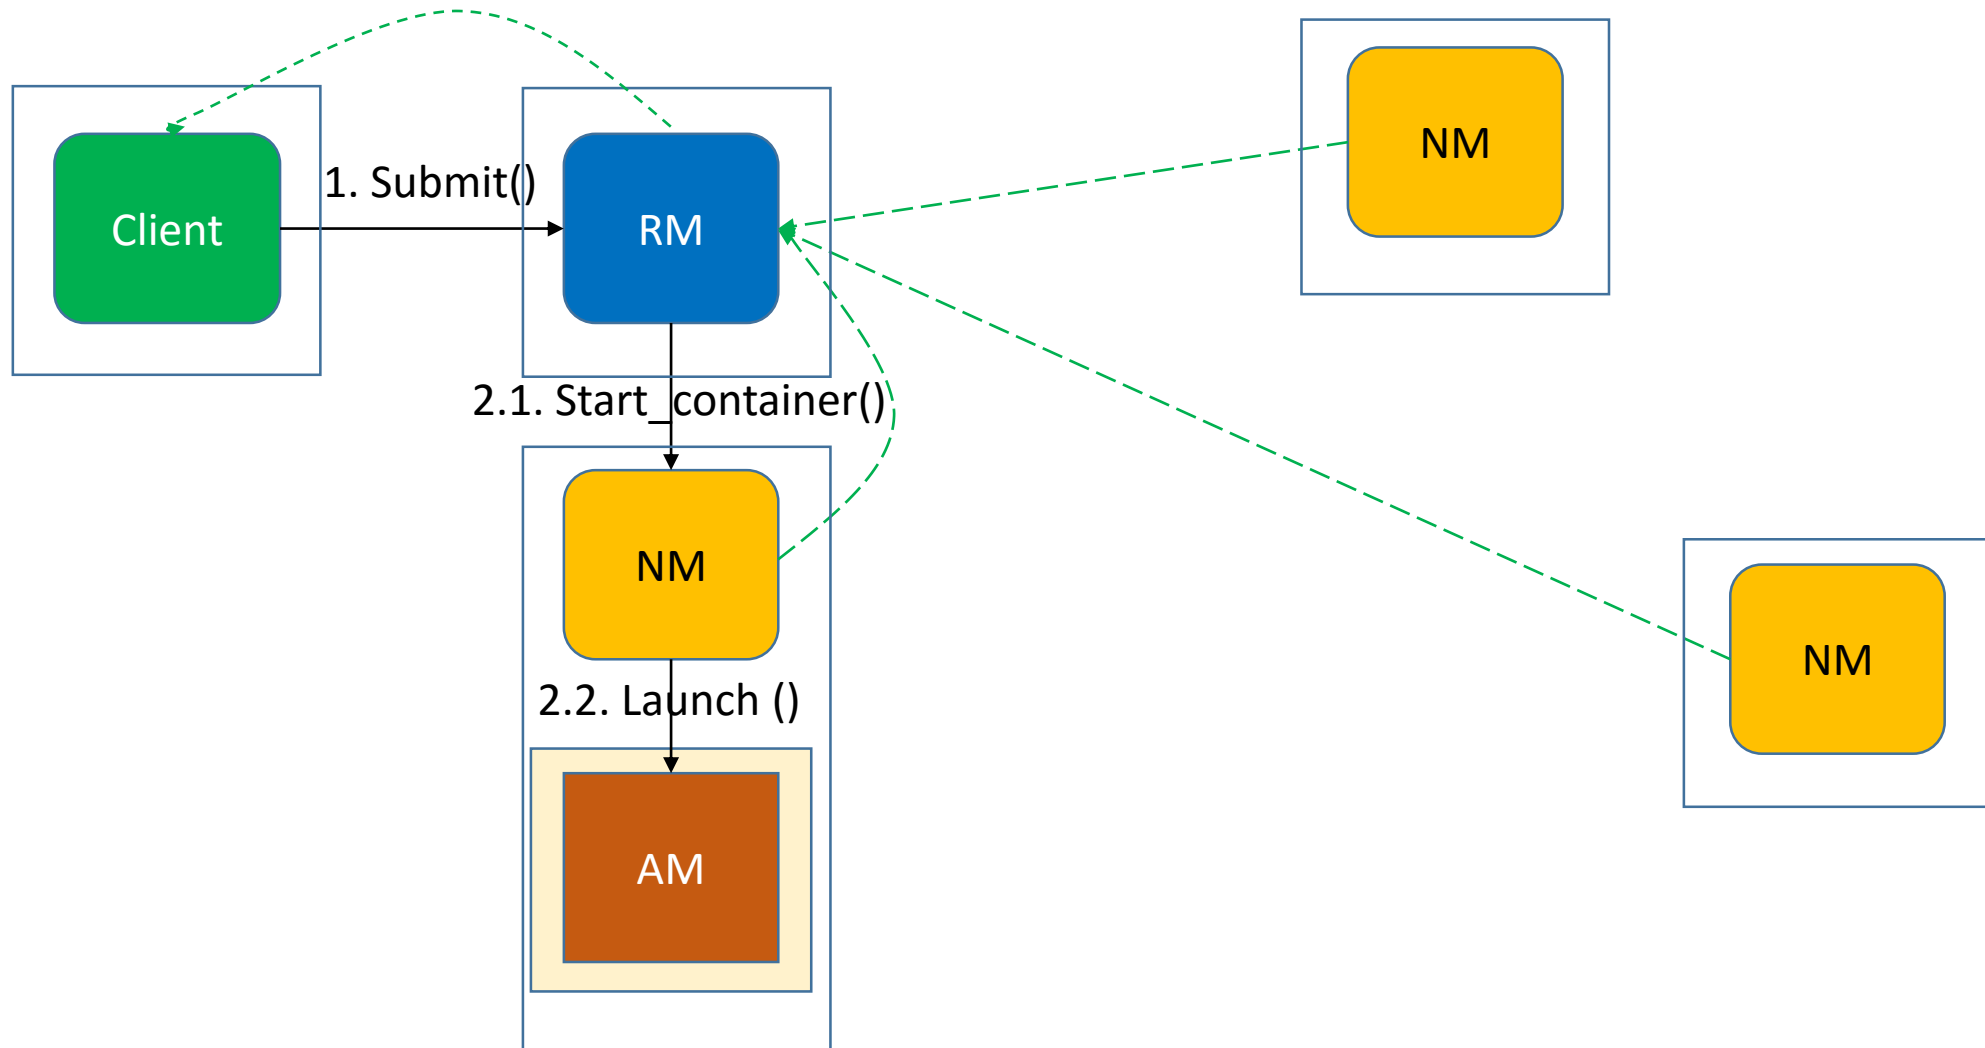 NM
1. Submit()
Client
RM
2.1. Start_container()
NM
NM
2.2. Launch ()
AM